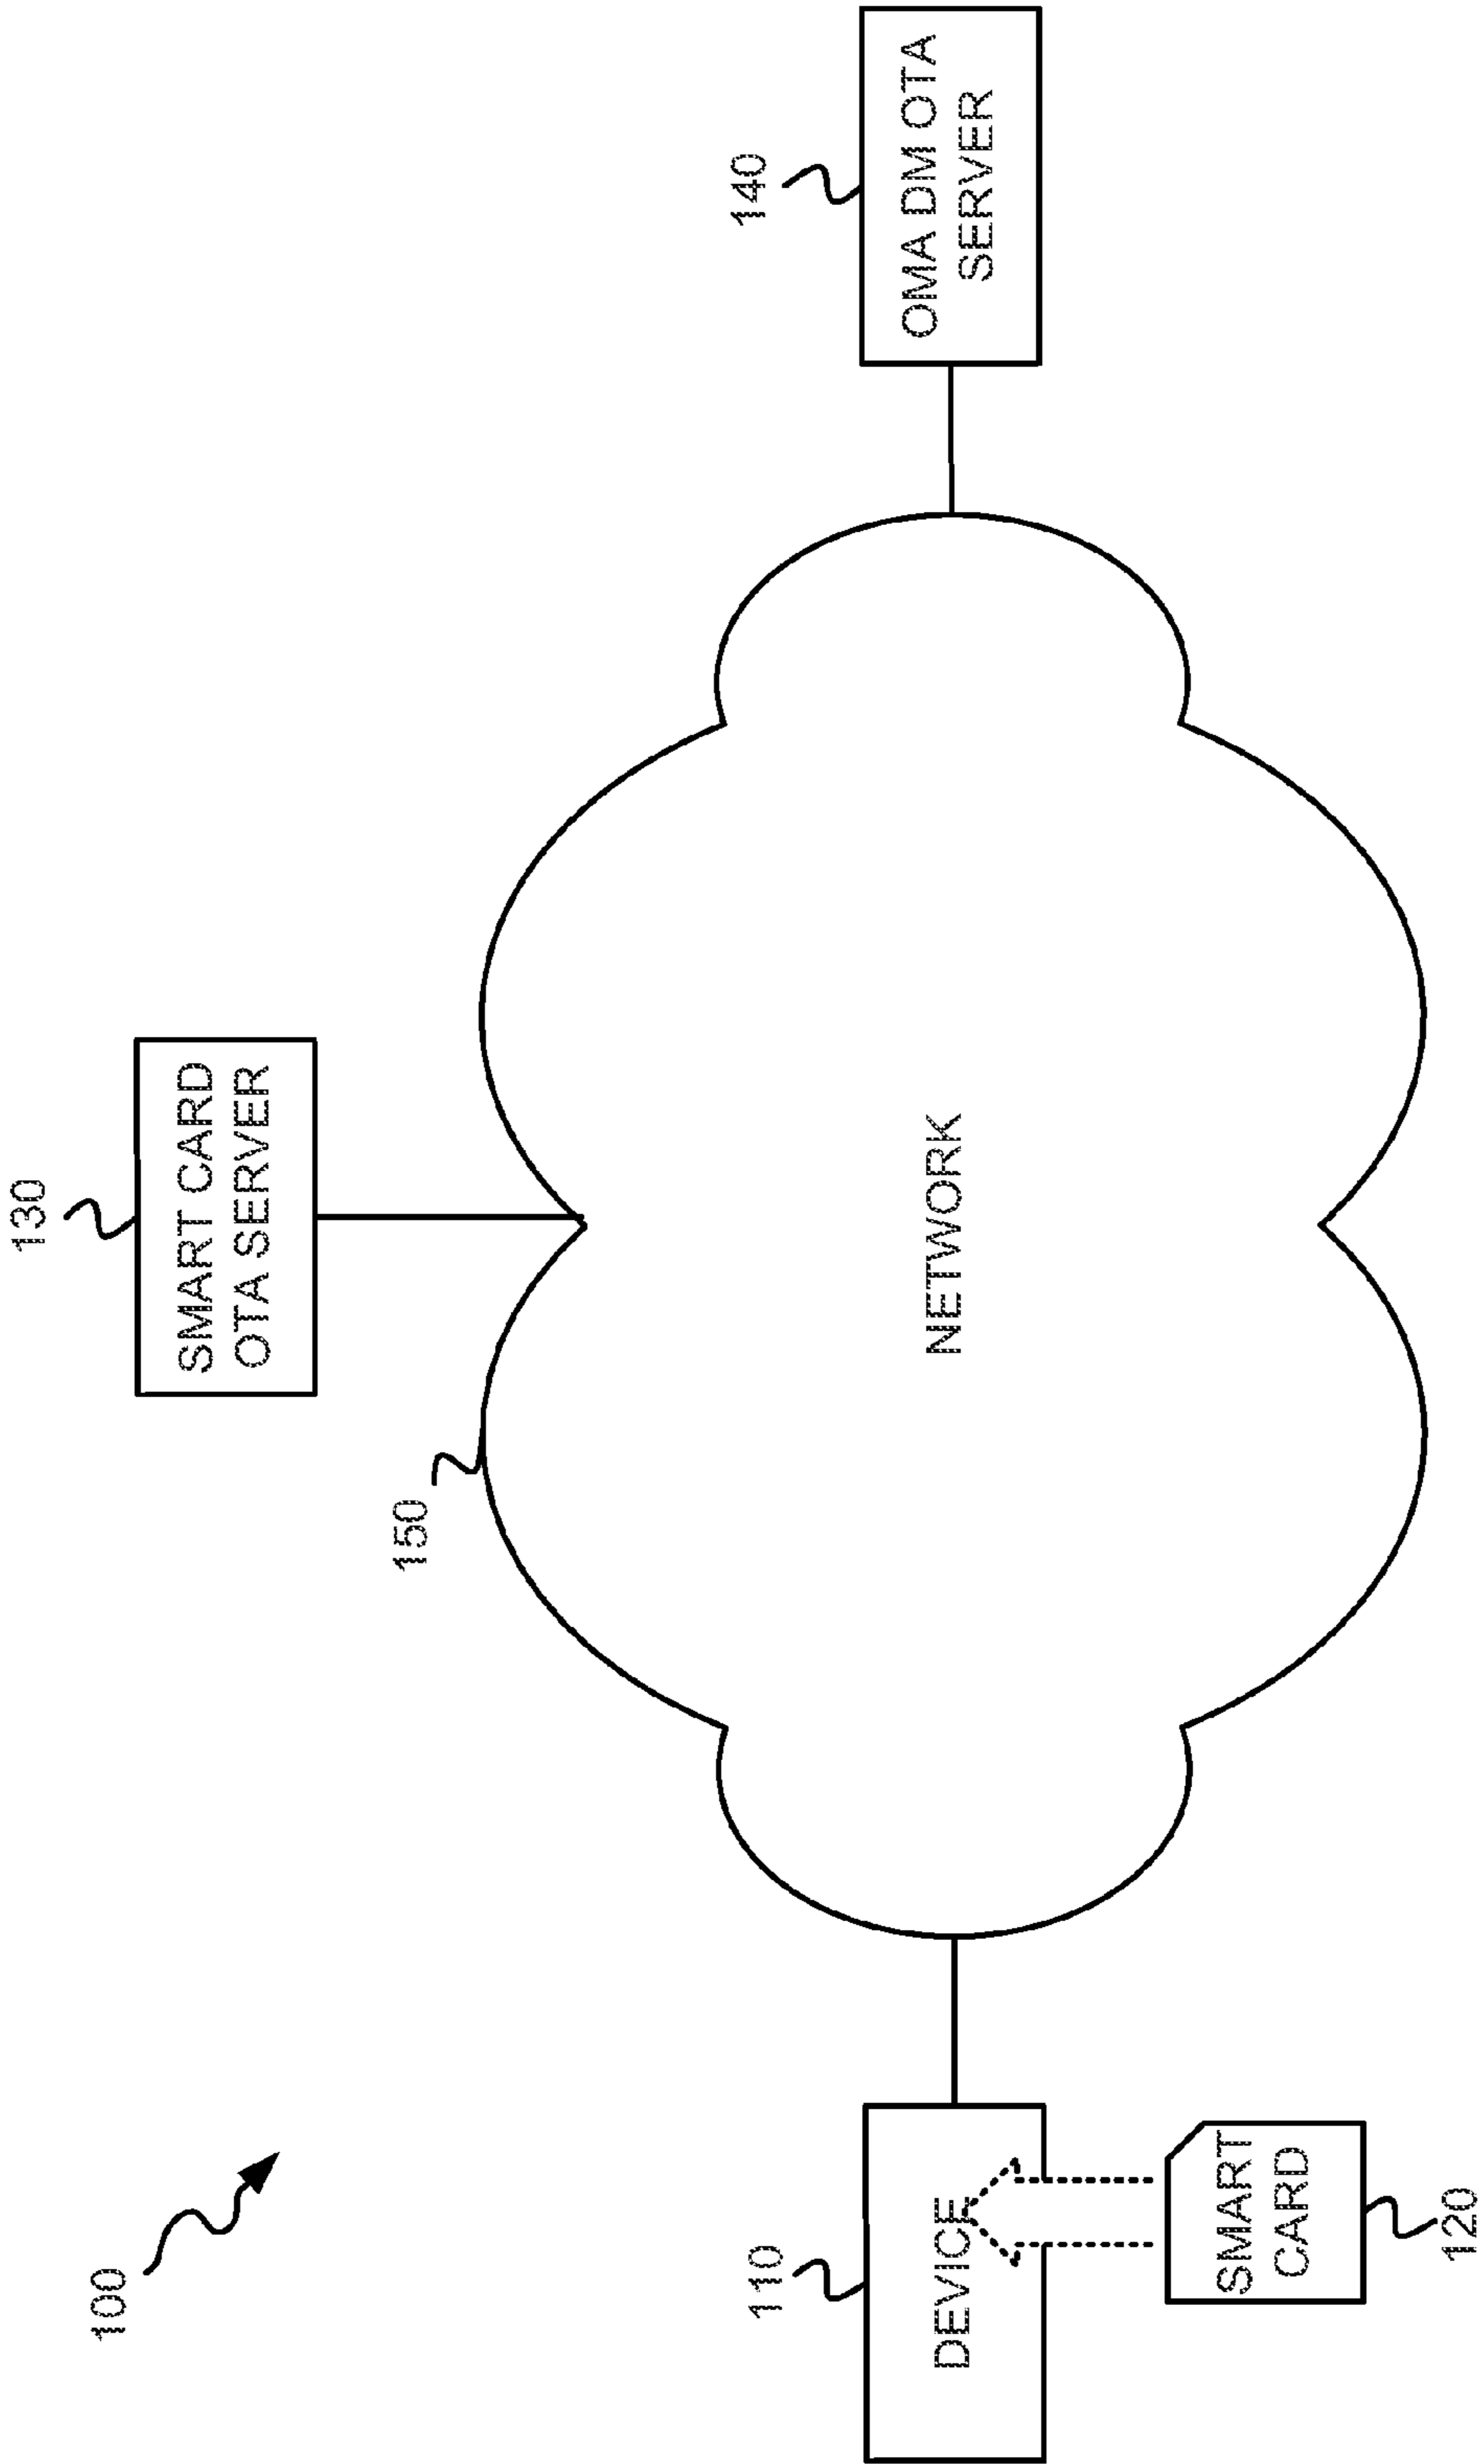 100
130
SMART CARD
OTA SERVER
150
110
DEVICE
NETWORK
140
OMA DM OTA
SERVER
SMART
CARD
120